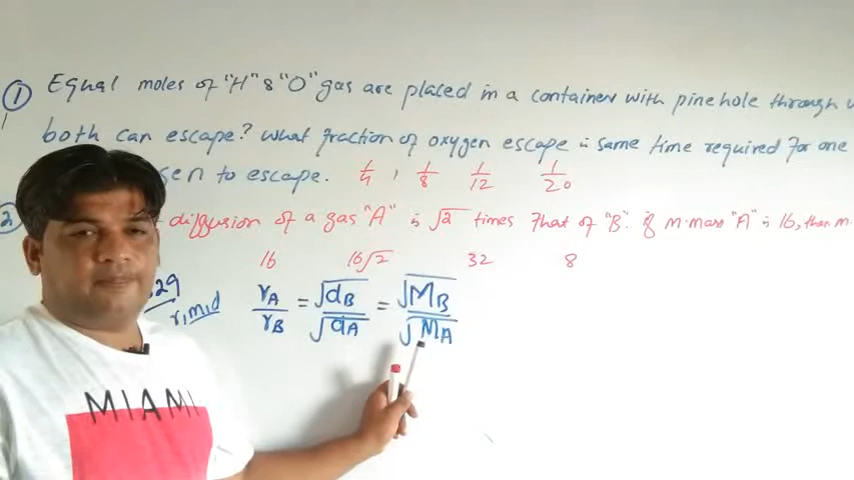 ① Equal moles of "H" & "O" gas are placed in a container with pinehole through
both can escape? What fraction of oxygen escape in same time required for one
gen to escape. 1/4 , 1/8 1/12 1/20
② diffusion of a gas "A" is √2 times that of "B". if m.mass "A" is 16, then m.
16 16√2 32 8
.29 r, m, d
rA/rB = √dB/√dA = √MB/√MA
MIAMI